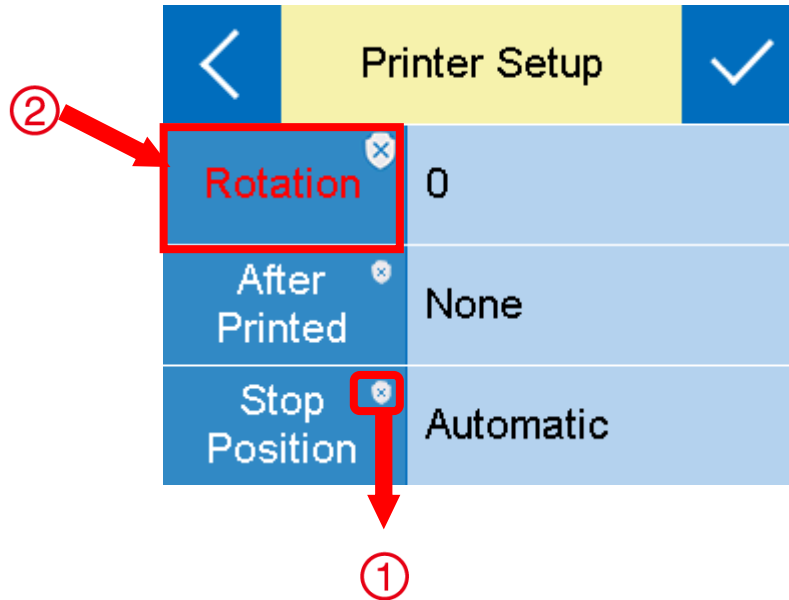 Printer Setup
②
Rotation
0
After
Printed
None
Stop
Position
Automatic
①